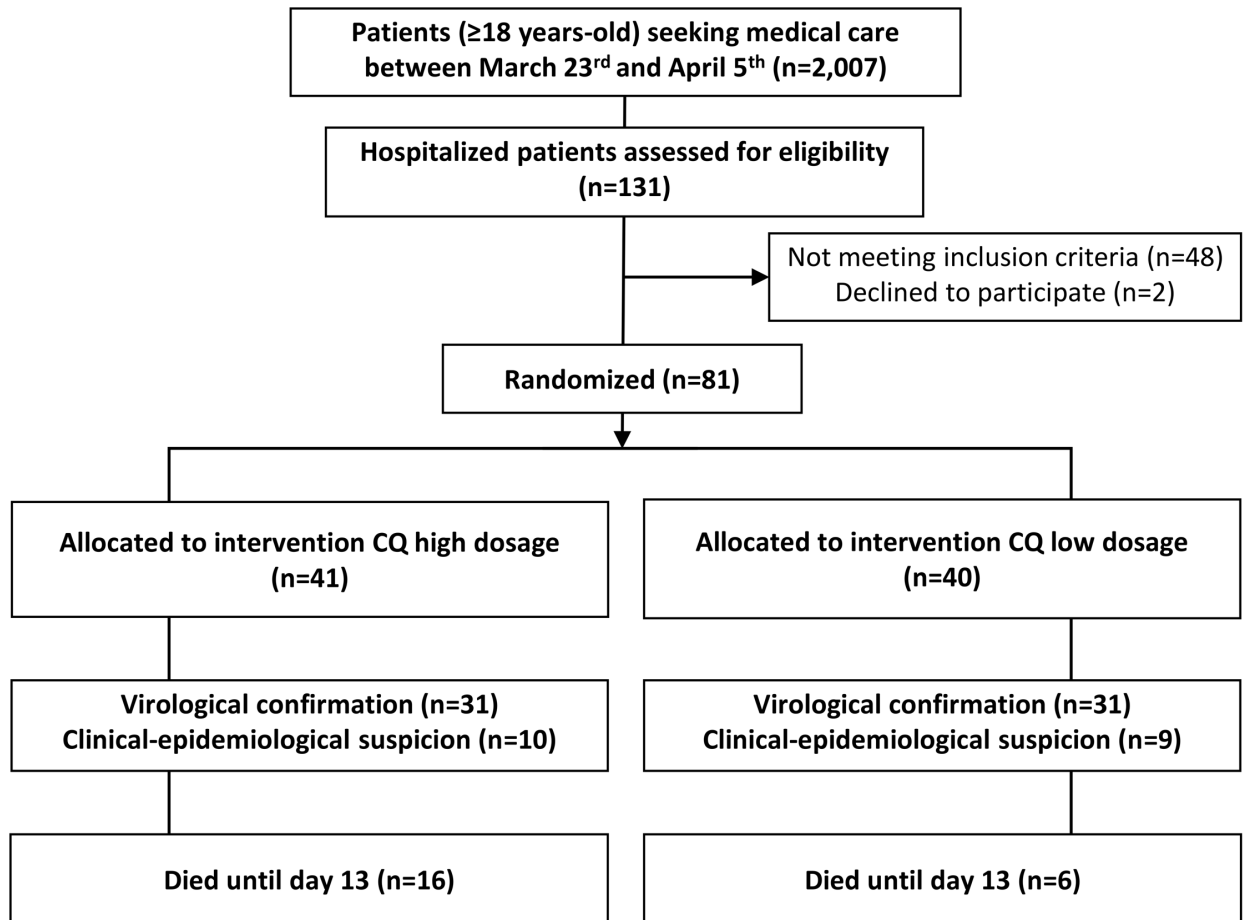 Patients (≥18 years-old) seeking medical care
between March 23rd and April 5th (n=2,007)
Hospitalized patients assessed for eligibility
(n=131)
Not meeting inclusion criteria (n=48)
Declined to participate (n=2)
Randomized (n=81)
Allocated to intervention CQ high dosage
(n=41)
Allocated to intervention CQ low dosage
(n=40)
Virological confirmation (n=31)
Clinical-epidemiological suspicion (n=10)
Virological confirmation (n=31)
Clinical-epidemiological suspicion (n=9)
Died until day 13 (n=16)
Died until day 13 (n=6)